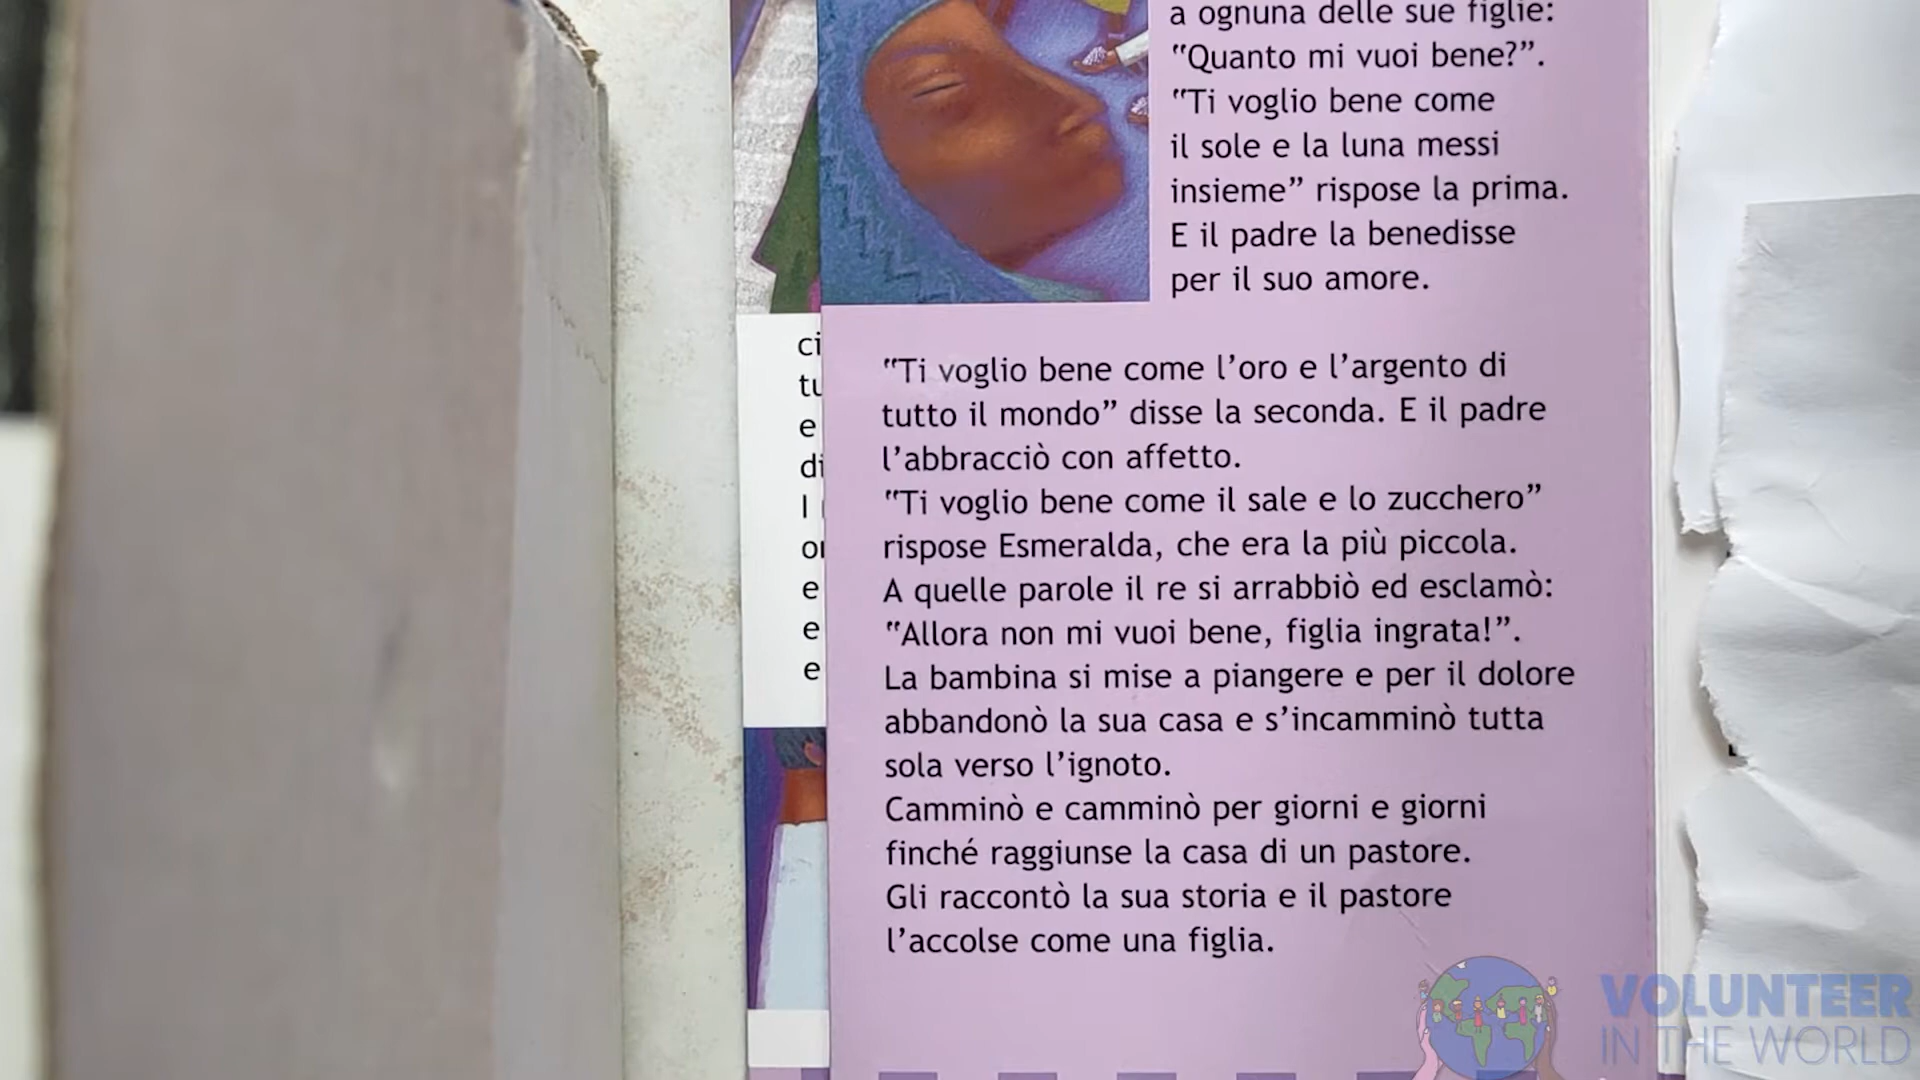 a ognuna delle sue figlie:
“Quanto mi vuoi bene?”.
“Ti voglio bene come
il sole e la luna messi
insieme” rispose la prima.
E il padre la benedisse
per il suo amore.
“Ti voglio bene come l’oro e l’argento di
tutto il mondo” disse la seconda. E il padre
l’abbracciò con affetto.
“Ti voglio bene come il sale e lo zucchero”
rispose Esmeralda, che era la più piccola.
A quelle parole il re si arrabbiò ed esclamò:
“Allora non mi vuoi bene, figlia ingrata!”.
La bambina si mise a piangere e per il dolore
abbandonò la sua casa e s’incamminò tutta
sola verso l’ignoto.
Camminò e camminò per giorni e giorni
finché raggiunse la casa di un pastore.
Gli raccontò la sua storia e il pastore
l’accolse come una figlia.
ci
tu
e
di
I
e
e
e
VOLUNTEER
IN THE WORLD